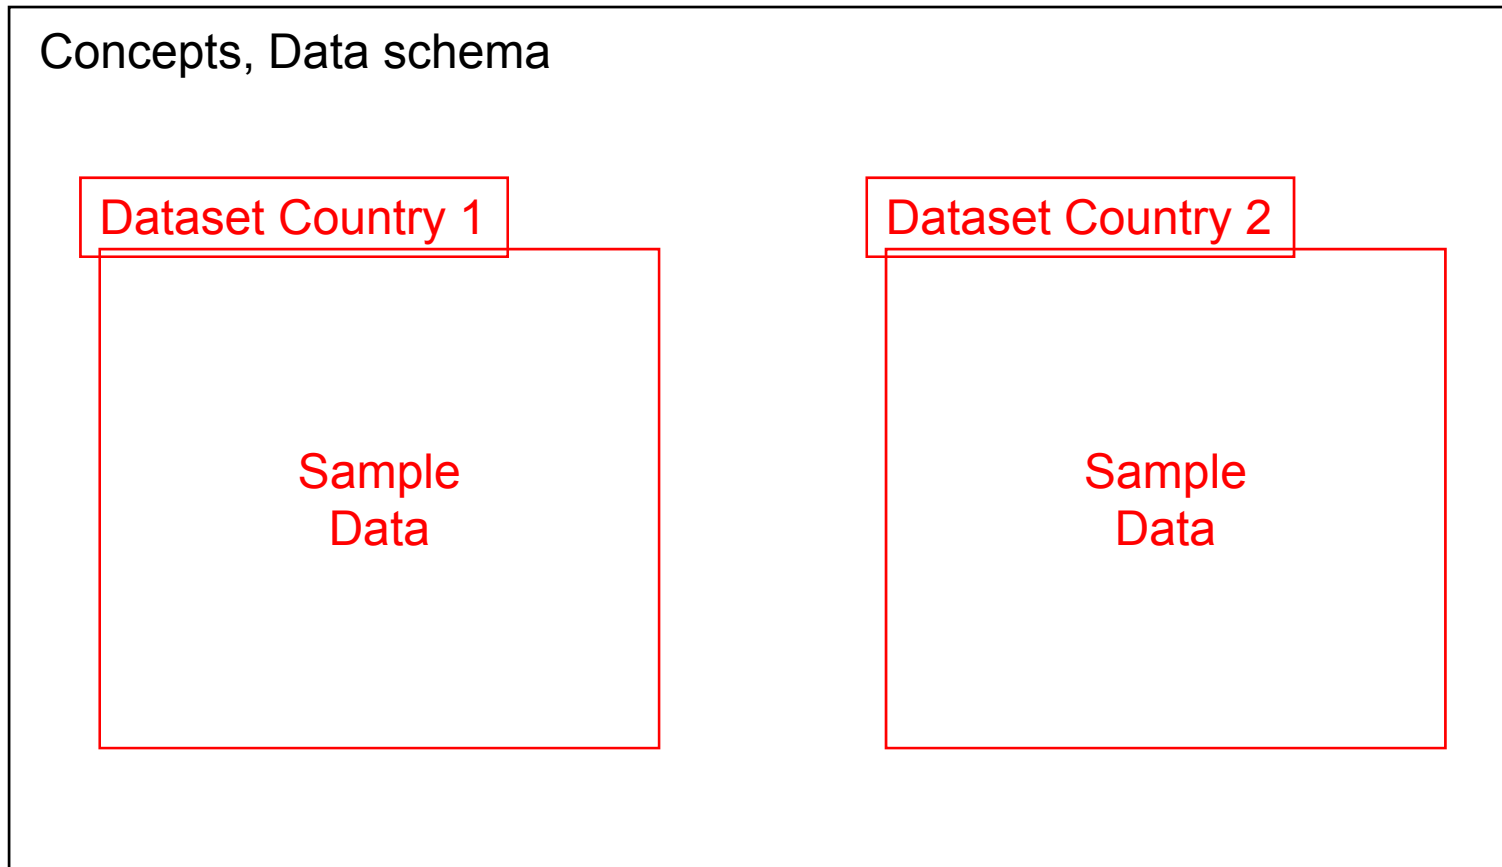 Concepts, Data schema
Dataset Country 1
Dataset Country 2
Sample
Data
Sample
Data